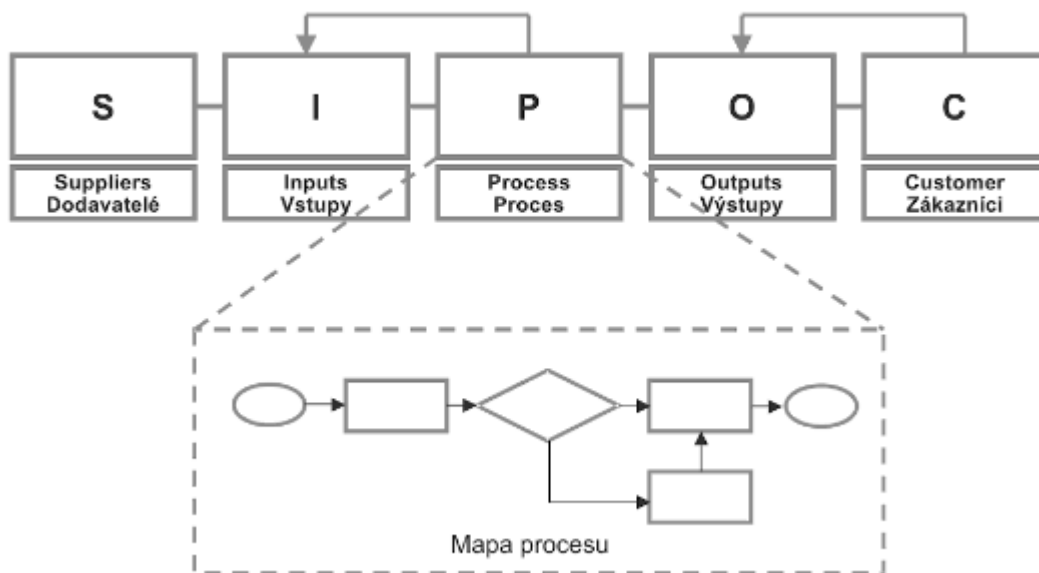 S
I
P
O
C
Suppliers
Dodavatelé
Inputs
Vstupy
Process
Proces
Outputs
Výstupy
Customer
Zákazníci
Mapa procesu